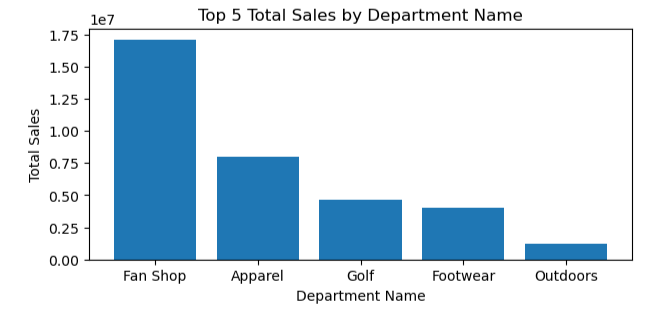 Top 5 Total Sales by Department Name
1e7
1.75
1.50
1.25
1.00
0.75
0.50
0.25
0.00
Total Sales
Fan Shop Apparel Golf Footwear Outdoors
Department Name